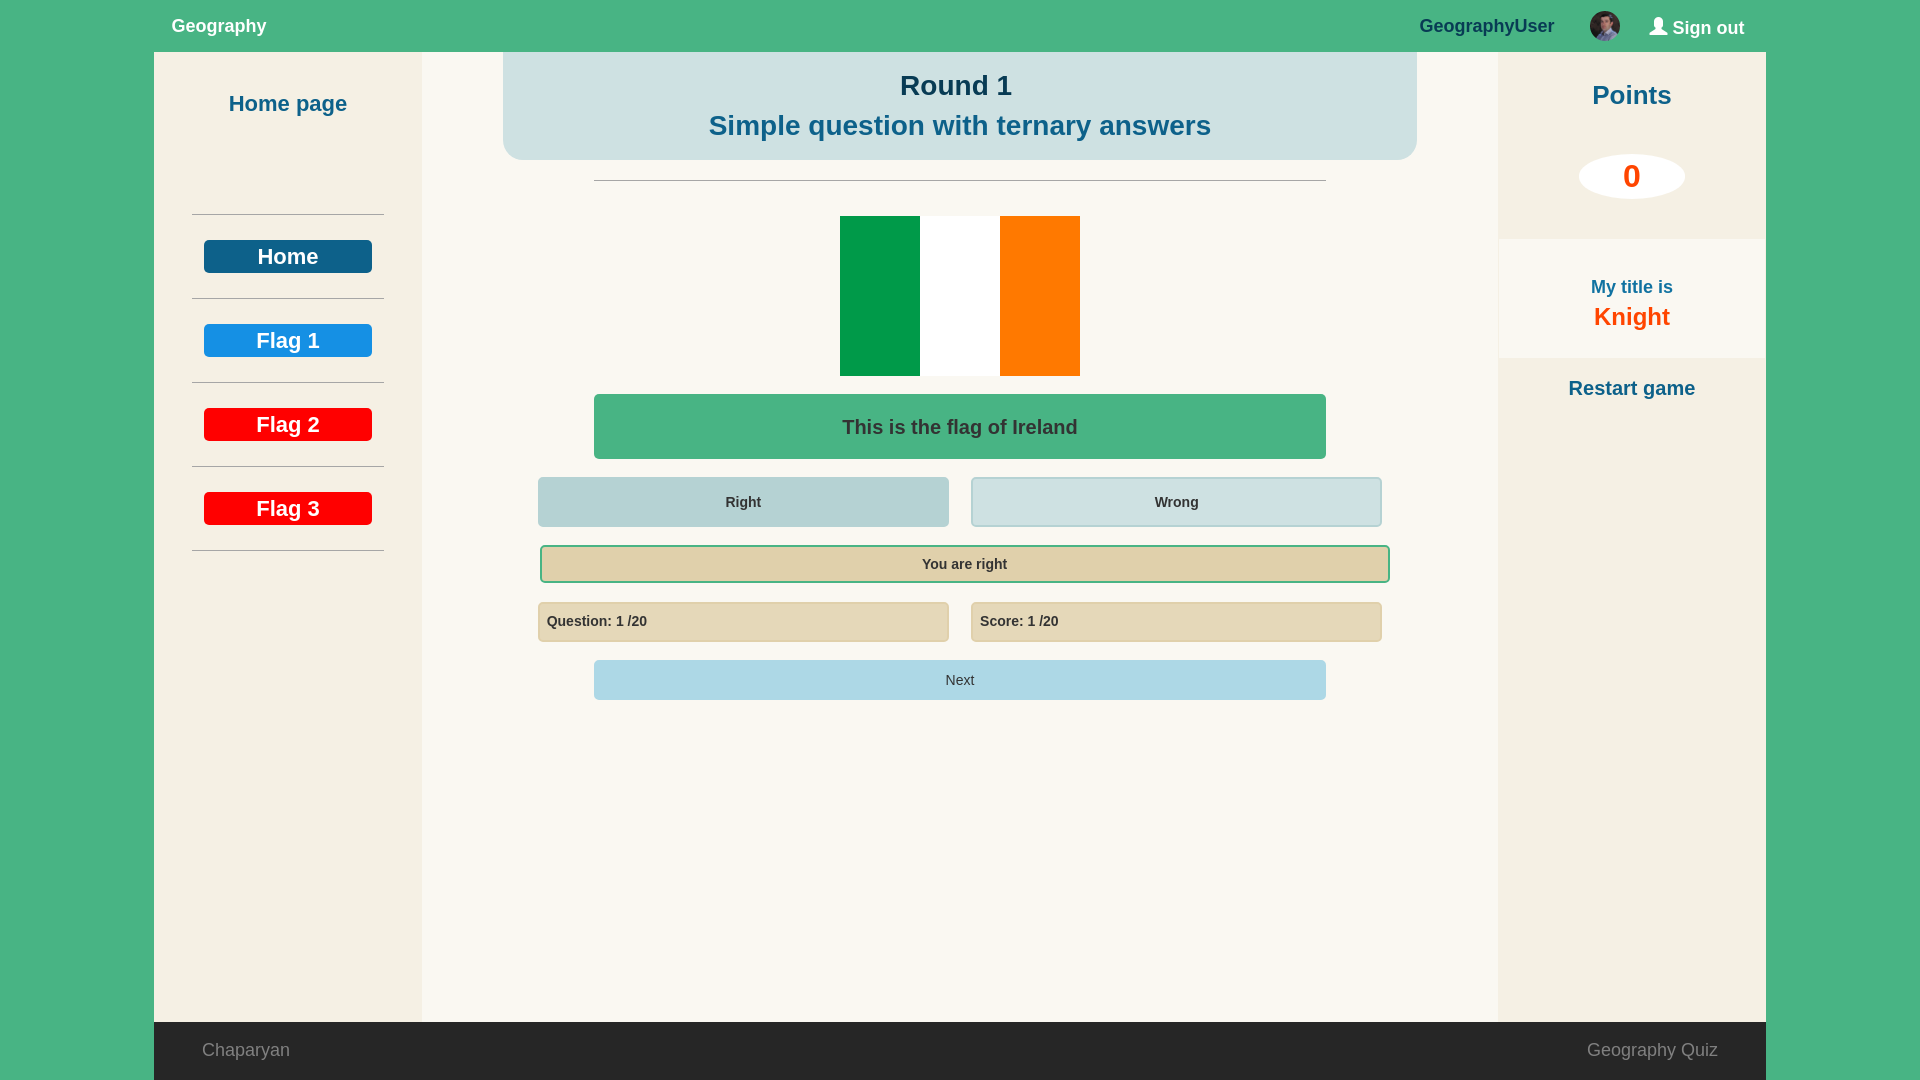 Geography
GeographyUser
Sign out
Home page
Home
Flag 1
Flag 2
Flag 3
Round 1
Simple question with ternary answers
This is the flag of Ireland
Right
Wrong
You are right
Question: 1 /20
Score: 1 /20
Next
Points
0
My title is
Knight
Restart game
Chaparyan
Geography Quiz